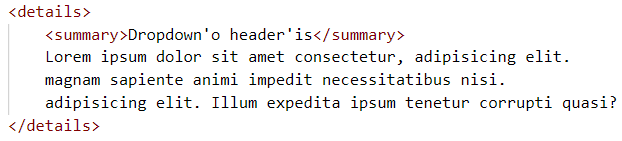 <details>
<summary>Dropdown'o header'is</summary>
Lorem ipsum dolor sit amet consectetur, adipisicing elit.
magnam sapiente animi impedit necessitatibus nisi.
adipisicing elit. Illum expedita ipsum tenetur corrupti quasi?
</details>